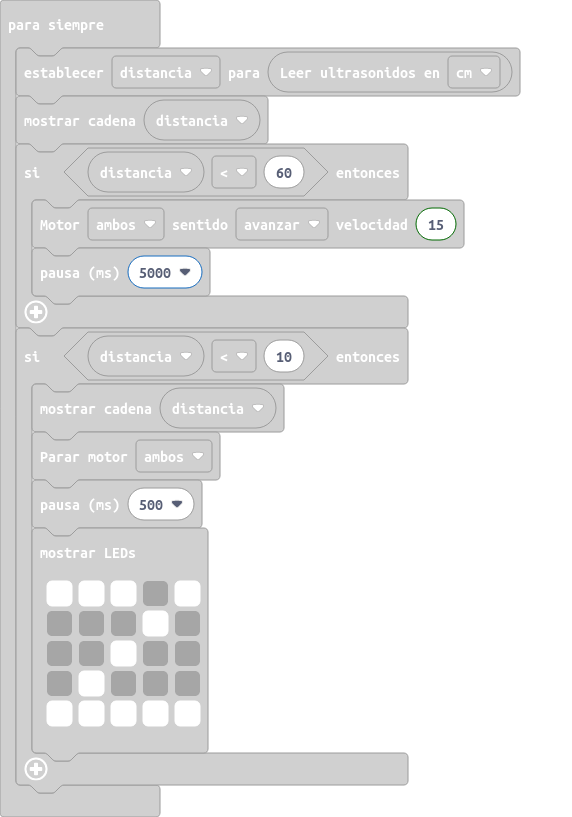 para siempre
establecer distancia para Leer ultrasonidos en cm
mostrar cadena distancia
si distancia < 60 entonces
Motor ambos sentido avanzar velocidad 15
pausa (ms) 5000
si distancia < 10 entonces
mostrar cadena distancia
Parar motor ambos
pausa (ms) 500
mostrar LEDs